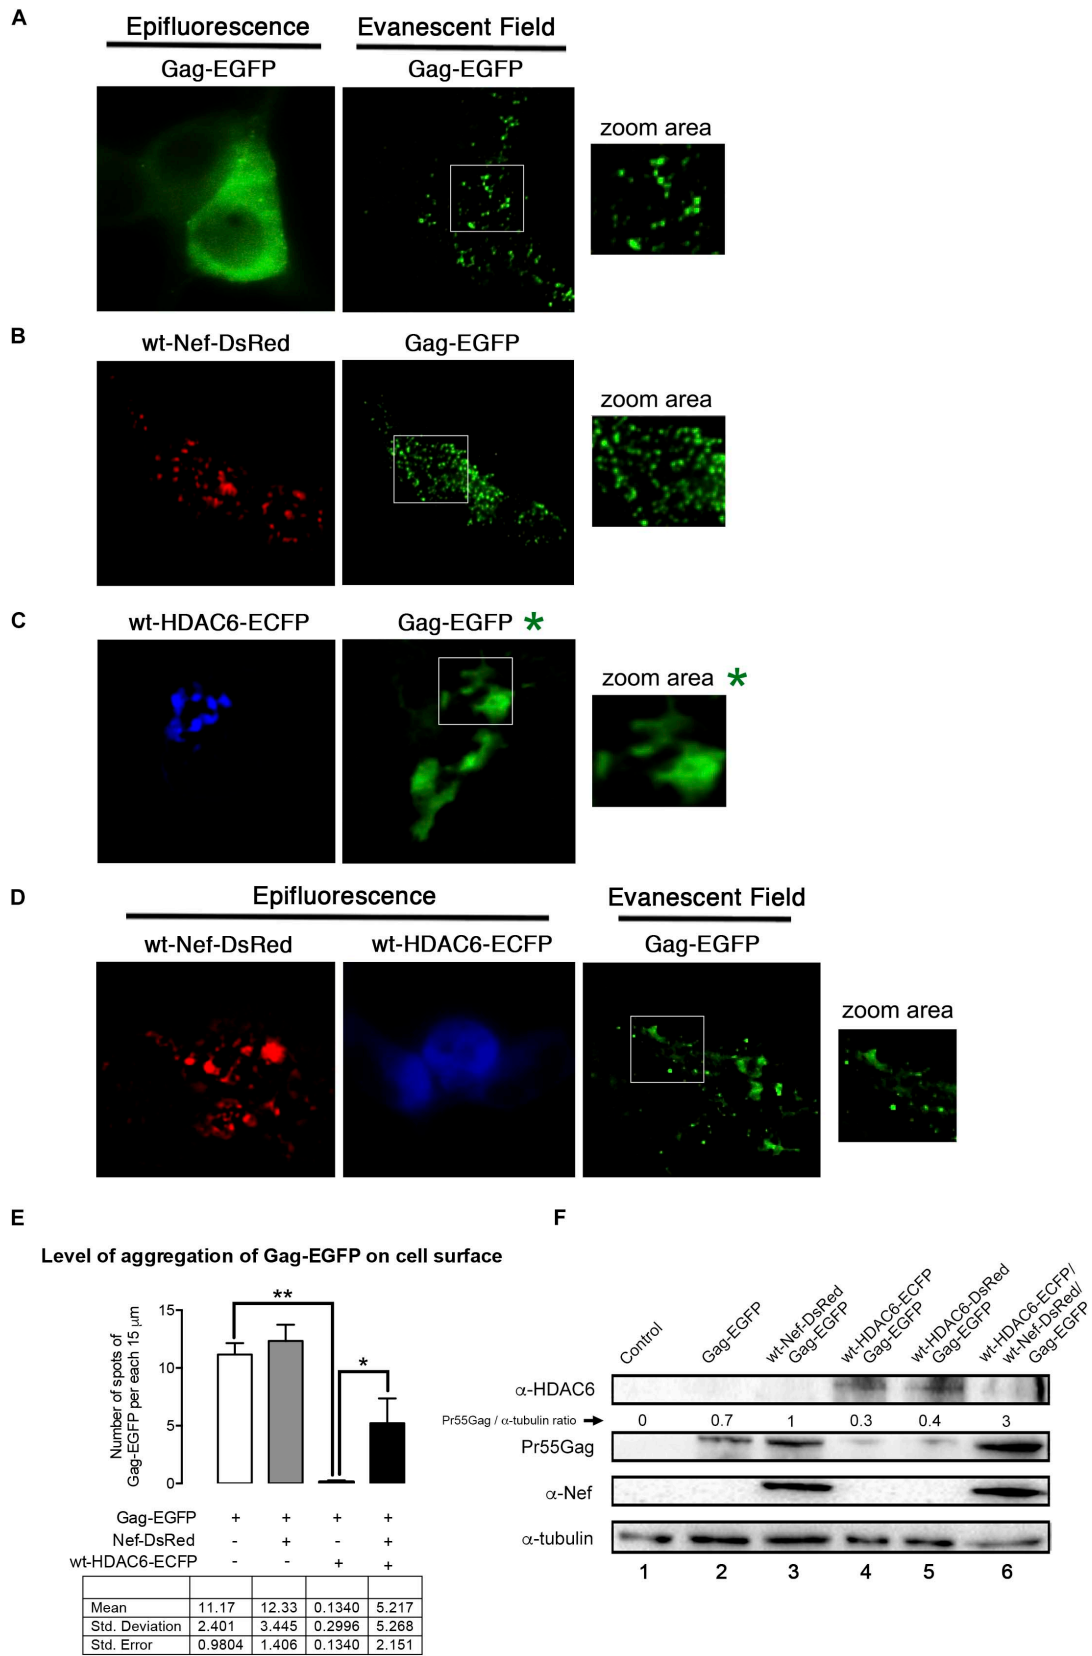 A
Epifluorescence Evanescent Field
Gag-EGFP Gag-EGFP
zoom area
B
wt-Nef-DsRed Gag-EGFP
zoom area
C
wt-HDAC6-ECFP Gag-EGFP *
zoom area *
D
Epifluorescence Evanescent Field
wt-Nef-DsRed wt-HDAC6-ECFP Gag-EGFP
zoom area
E
Level of aggregation of Gag-EGFP on cell surface
Number of spots of
Gag-EGFP per each 15 µm
15
10
5
0
**
*
Gag-EGFP + + + +
Nef-DsRed - + - +
wt-HDAC6-ECFP - - + +
Mean 11.17 12.33 0.1340 5.217
Std. Deviation 2.401 3.445 0.2996 5.268
Std. Error 0.9804 1.406 0.1340 2.151
F
Control
Gag-EGFP
wt-Nef-DsRed
Gag-EGFP
wt-HDAC6-ECFP
Gag-EGFP
wt-HDAC6-DsRed
Gag-EGFP
wt-HDAC6-ECFP/
wt-Nef-DsRed/
Gag-EGFP
α-HDAC6
Pr55Gag / α-tubulin ratio 0 0.7 1 0.3 0.4 3
Pr55Gag
α-Nef
α-tubulin
1 2 3 4 5 6